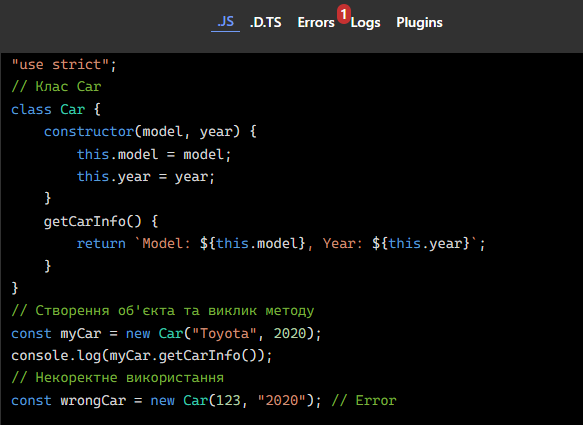 .JS .D.TS Errors 1 Logs Plugins
"use strict";
// Клас Car
class Car {
    constructor(model, year) {
        this.model = model;
        this.year = year;
    }
    getCarInfo() {
        return `Model: ${this.model}, Year: ${this.year}`;
    }
}
// Створення об'єкта та виклик методу
const myCar = new Car("Toyota", 2020);
console.log(myCar.getCarInfo());
// Некоректне використання
const wrongCar = new Car(123, "2020"); // Error